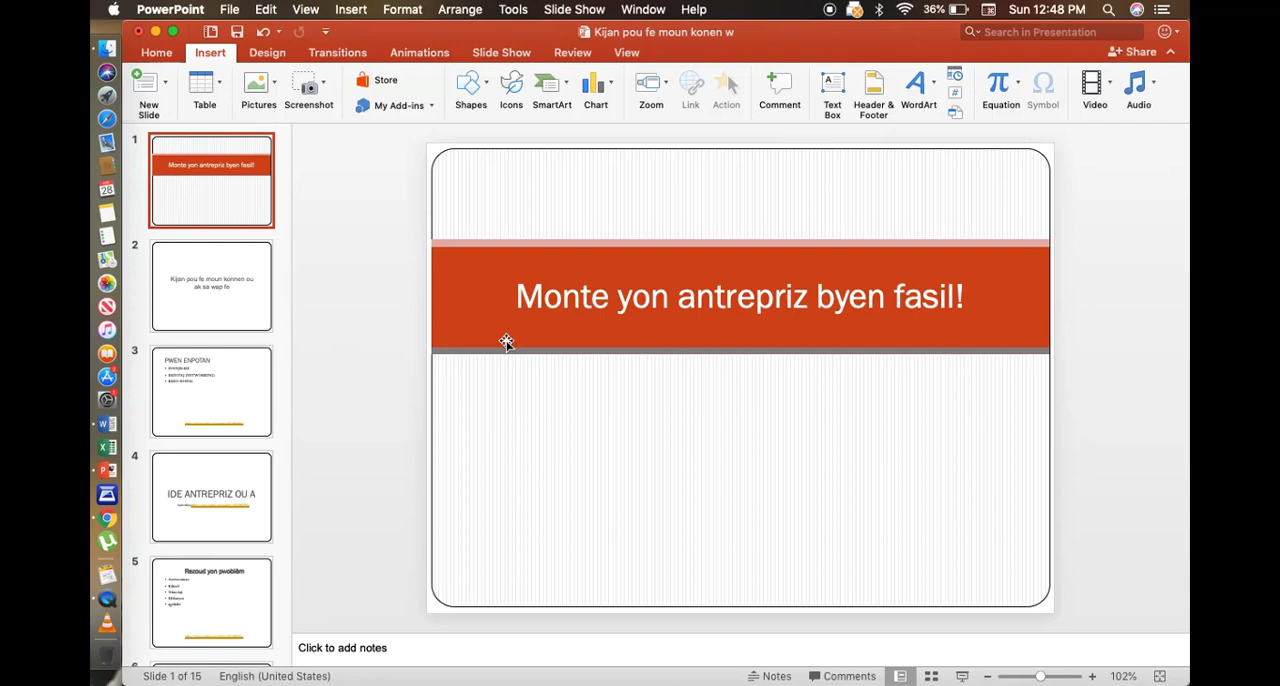 PowerPoint File Edit View Insert Format Arrange Tools Slide Show Window Help 36% Sun 12:48 PM
Kijan pou fe moun konen w Search in Presentation
Home Insert Design Transitions Animations Slide Show Review View Share
New Slide
Table
Pictures
Screenshot
Store
My Add-ins
Shapes
Icons
SmartArt
Chart
Zoom
Link
Action
Comment
Text Box
Header & Footer
WordArt
Equation
Symbol
Video
Audio
1
Monte yon antrepriz byen fasil!
2
Kijan pou fe moun konnen ou
ak sa wap fo
3
PWEN ENPOTAN
4
IDE ANTREPRIZ OU A
5
Rezoud yon pwoblèm
Monte yon antrepriz byen fasil!
Click to add notes
Slide 1 of 15 English (United States) Notes Comments 102%